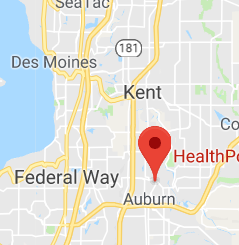 SeaTac
181
Des Moines
Kent
Co
HealthPo
Federal Way
Auburn